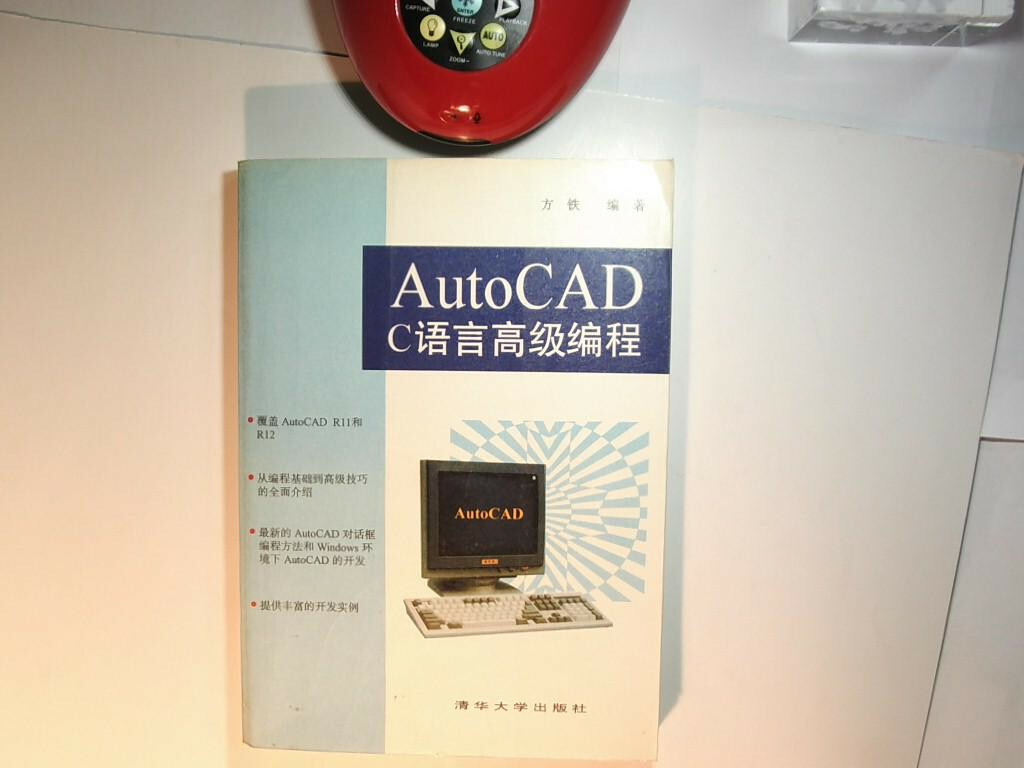 CAPTURE
ENTER
FREEZE
PLAYBACK
LAMP
AUTO
ZOOM-
AUTO TUNE
方 铁 编 著
AutoCAD
C语言高级编程
覆盖 AutoCAD R11和
R12
从编程基础到高级技巧
的全面介绍
最新的 AutoCAD 对话框
编程方法和 Windows 环
境下 AutoCAD 的开发
提供丰富的开发实例
AutoCAD
清华大学出版社